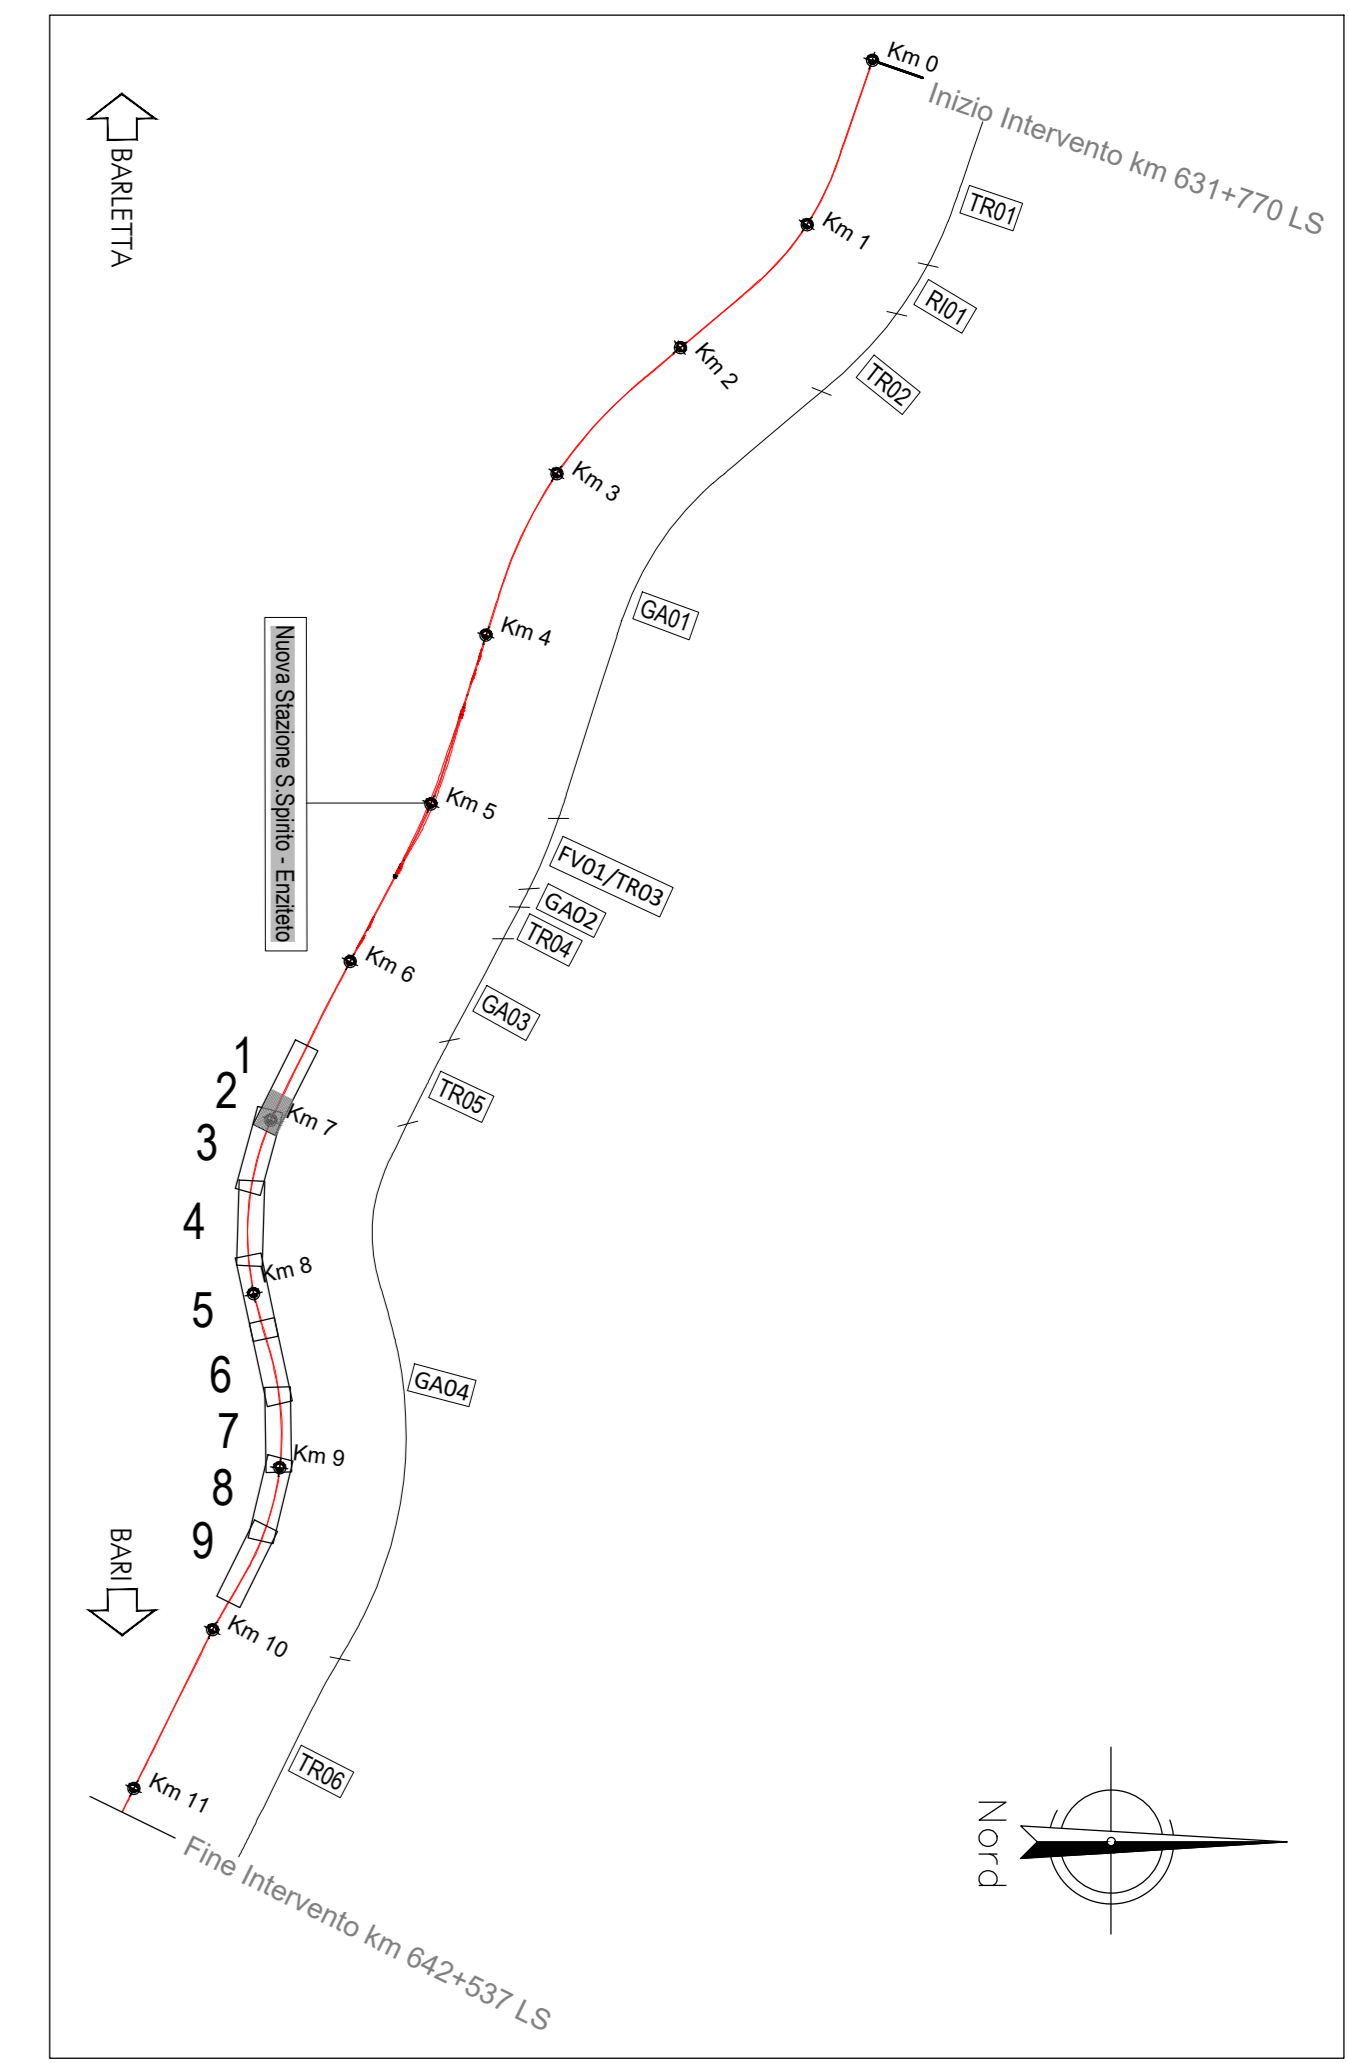 Km 0
Inizio Intervento km 631+770 LS
BARLETTA
TR01
Km 1
RI01
Km 2
TR02
Km 3
GA01
Km 4
Nuova Stazione S.Spirito - Enziteto
Km 5
FV01/TR03
GA02
TR04
Km 6
GA03
1
2
TR05
Km 7
3
4
Km 8
5
6
GA04
7
Km 9
8
9
BARI
Km 10
TR06
Km 11
Nord
Fine Intervento km 642+537 LS